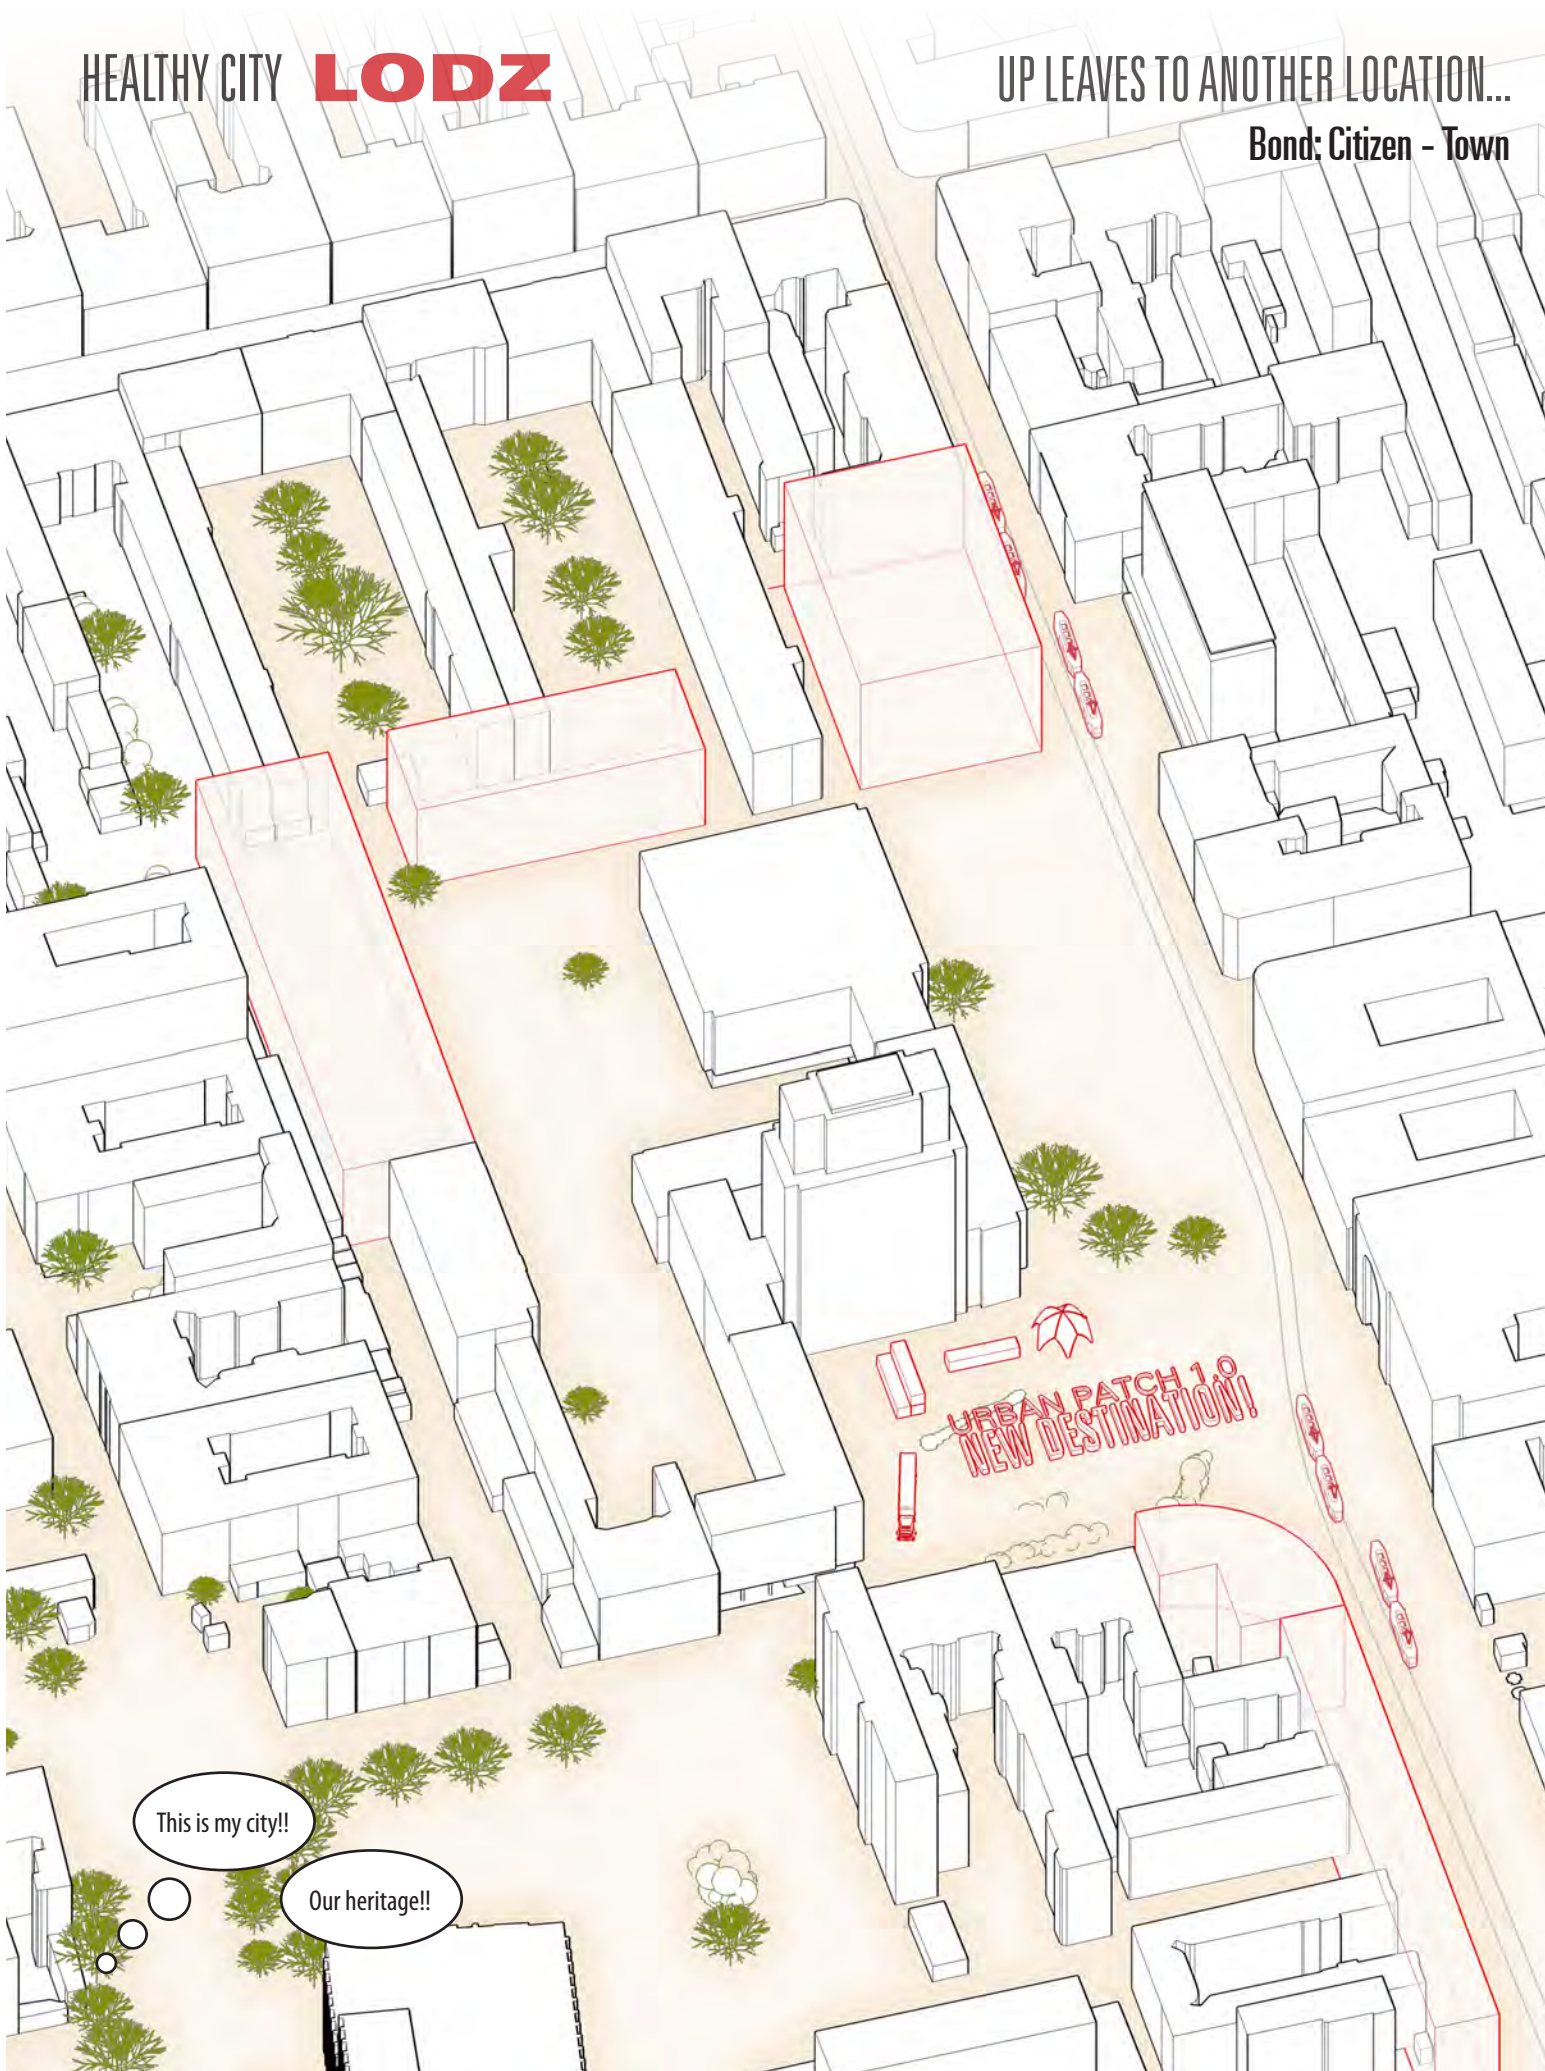 HEALTHY CITY LODZ
UP LEAVES TO ANOTHER LOCATION...
Bond: Citizen - Town
URBAN PATCH 1.0
NEW DESTINATION!
This is my city!!
Our heritage!!